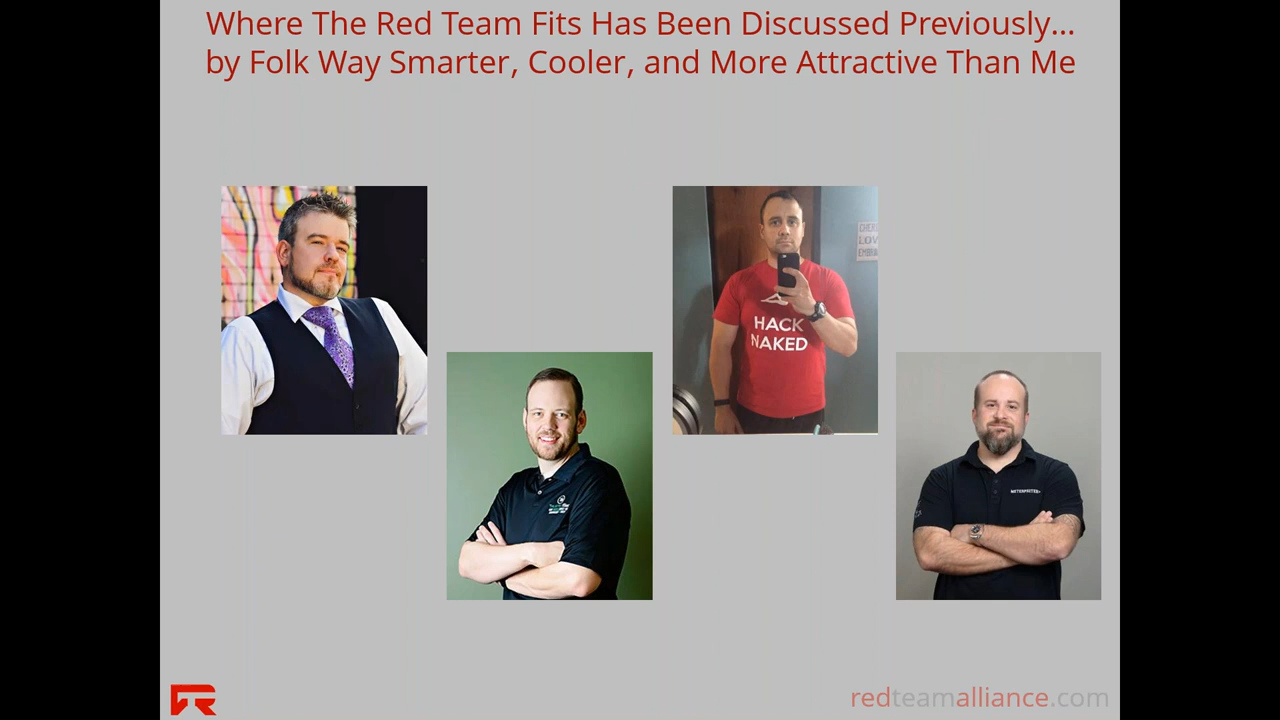 Where The Red Team Fits Has Been Discussed Previously...
by Folk Way Smarter, Cooler, and More Attractive Than Me
HACK
NAKED
LOV
redteamalliance.com